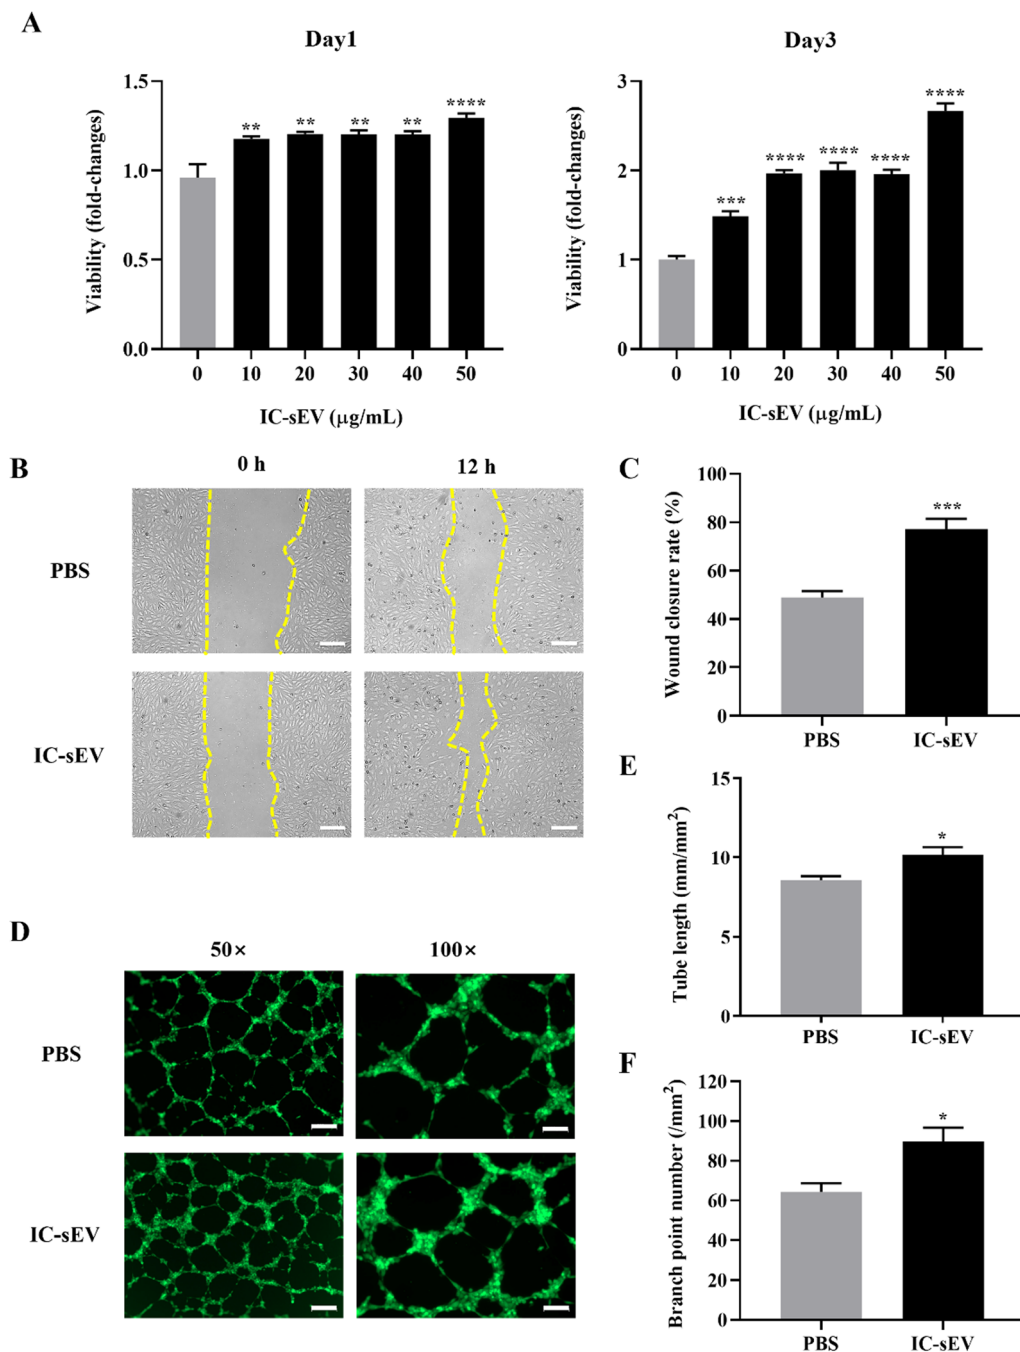 A
Day1
Day3
Viability (fold-changes)
1.5
1.0
0.5
0.0
**
**
**
**
****
0
10
20
30
40
50
IC-sEV (μg/mL)
Viability (fold-changes)
3
2
1
0
***
****
****
****
****
0
10
20
30
40
50
IC-sEV (μg/mL)
B
0 h
12 h
PBS
IC-sEV
C
Wound closure rate (%)
100
80
60
40
20
0
***
PBS
IC-sEV
D
50×
100×
PBS
IC-sEV
E
Tube length (mm/mm²)
15
10
5
0
*
PBS
IC-sEV
F
Branch point number (/mm²)
120
100
80
60
40
20
0
*
PBS
IC-sEV